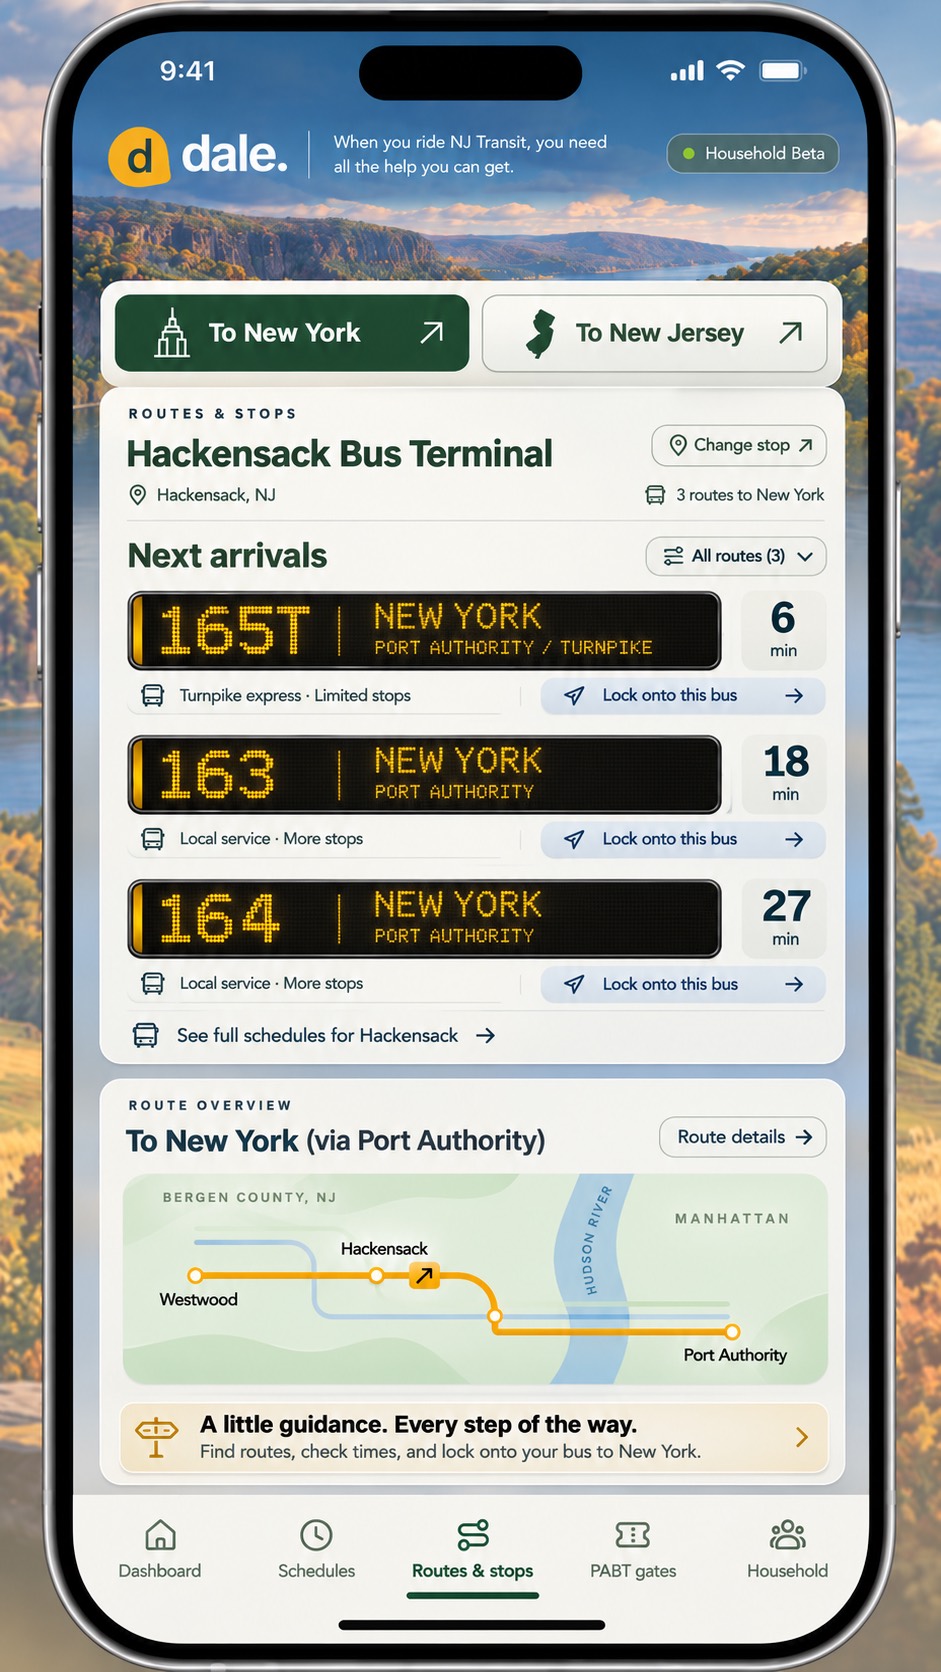 9:41
d dale.
When you ride NJ Transit, you need
all the help you can get.
Household Beta
To New York
To New Jersey
ROUTES & STOPS
Hackensack Bus Terminal
Change stop
Hackensack, NJ
3 routes to New York
Next arrivals
All routes (3)
165T
NEW YORK
PORT AUTHORITY / TURNPIKE
6
min
Turnpike express · Limited stops
Lock onto this bus
163
NEW YORK
PORT AUTHORITY
18
min
Local service · More stops
Lock onto this bus
164
NEW YORK
PORT AUTHORITY
27
min
Local service · More stops
Lock onto this bus
See full schedules for Hackensack
ROUTE OVERVIEW
To New York (via Port Authority)
Route details
BERGEN COUNTY, NJ
HUDSON RIVER
MANHATTAN
Hackensack
Westwood
Port Authority
A little guidance. Every step of the way.
Find routes, check times, and lock onto your bus to New York.
Dashboard
Schedules
Routes & stops
PABT gates
Household